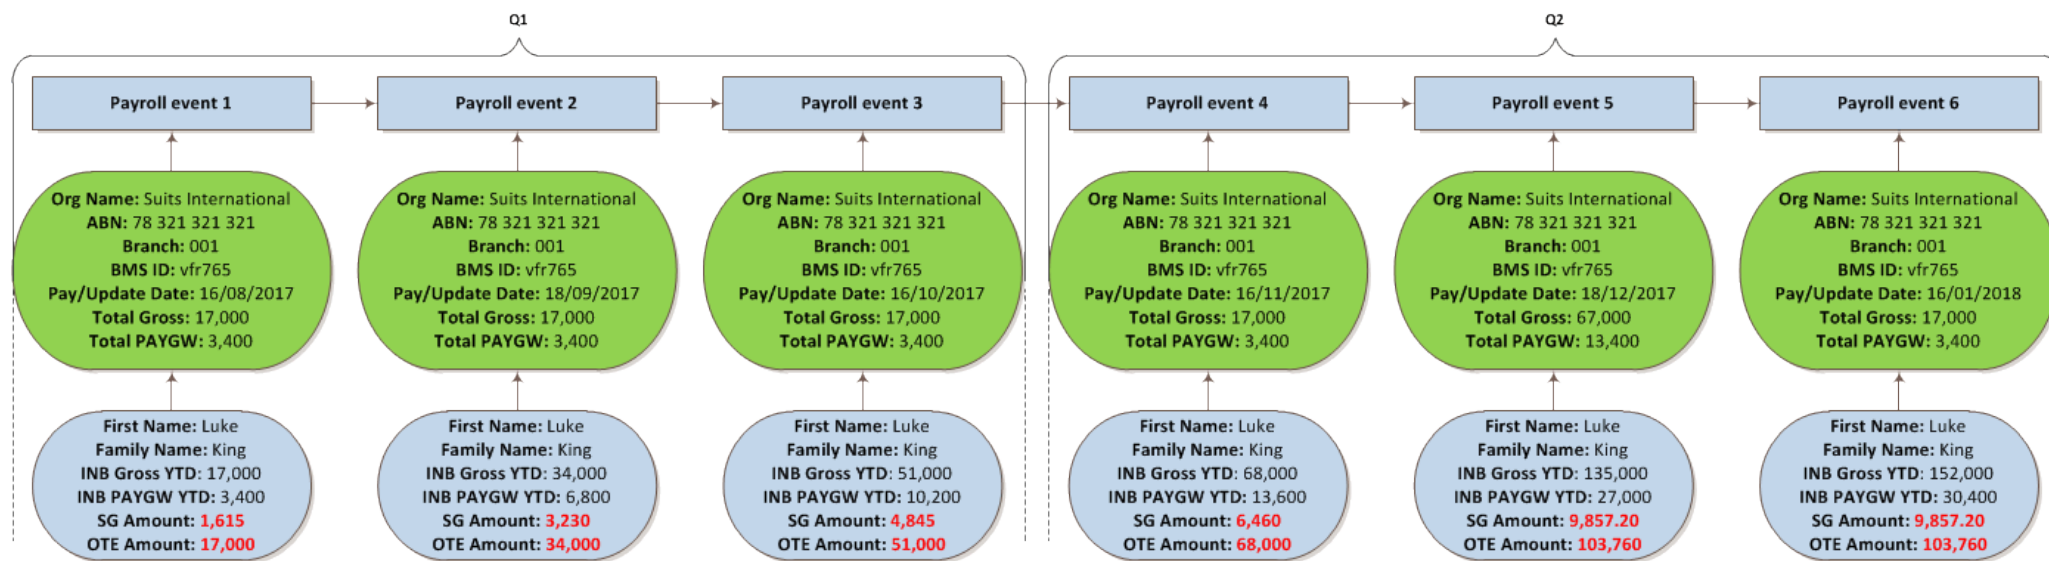 Q1
Q2
Payroll event 1
Payroll event 2
Payroll event 3
Payroll event 4
Payroll event 5
Payroll event 6
Org Name: Suits International
ABN: 78 321 321 321
Branch: 001
BMS ID: vfr765
Pay/Update Date: 16/08/2017
Total Gross: 17,000
Total PAYGW: 3,400
Org Name: Suits International
ABN: 78 321 321 321
Branch: 001
BMS ID: vfr765
Pay/Update Date: 18/09/2017
Total Gross: 17,000
Total PAYGW: 3,400
Org Name: Suits International
ABN: 78 321 321 321
Branch: 001
BMS ID: vfr765
Pay/Update Date: 16/10/2017
Total Gross: 17,000
Total PAYGW: 3,400
Org Name: Suits International
ABN: 78 321 321 321
Branch: 001
BMS ID: vfr765
Pay/Update Date: 16/11/2017
Total Gross: 17,000
Total PAYGW: 3,400
Org Name: Suits International
ABN: 78 321 321 321
Branch: 001
BMS ID: vfr765
Pay/Update Date: 18/12/2017
Total Gross: 67,000
Total PAYGW: 13,400
Org Name: Suits International
ABN: 78 321 321 321
Branch: 001
BMS ID: vfr765
Pay/Update Date: 16/01/2018
Total Gross: 17,000
Total PAYGW: 3,400
First Name: Luke
Family Name: King
INB Gross YTD: 17,000
INB PAYGW YTD: 3,400
SG Amount: 1,615
OTE Amount: 17,000
First Name: Luke
Family Name: King
INB Gross YTD: 34,000
INB PAYGW YTD: 6,800
SG Amount: 3,230
OTE Amount: 34,000
First Name: Luke
Family Name: King
INB Gross YTD: 51,000
INB PAYGW YTD: 10,200
SG Amount: 4,845
OTE Amount: 51,000
First Name: Luke
Family Name: King
INB Gross YTD: 68,000
INB PAYGW YTD: 13,600
SG Amount: 6,460
OTE Amount: 68,000
First Name: Luke
Family Name: King
INB Gross YTD: 135,000
INB PAYGW YTD: 27,000
SG Amount: 9,857.20
OTE Amount: 103,760
First Name: Luke
Family Name: King
INB Gross YTD: 152,000
INB PAYGW YTD: 30,400
SG Amount: 9,857.20
OTE Amount: 103,760